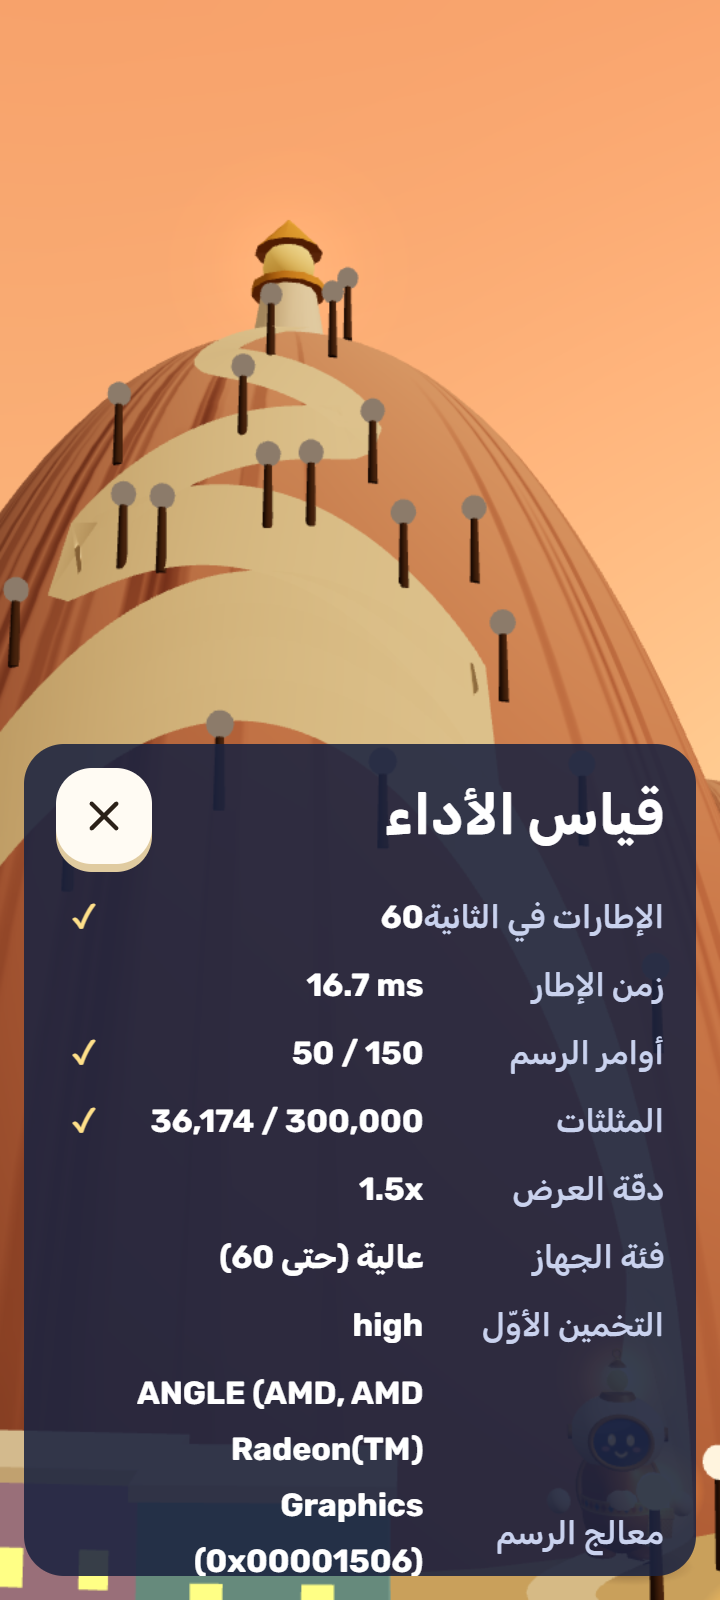 قياس الأداء
الإطارات في الثانية 60 ✓
زمن الإطار 16.7 ms
أوامر الرسم 50 / 150 ✓
المثلثات 36,174 / 300,000 ✓
دقّة العرض 1.5x
فئة الجهاز عالية (حتى 60)
التخمين الأوّل high
ANGLE (AMD, AMD
Radeon(TM)
Graphics
معالج الرسم
(0x00001506)